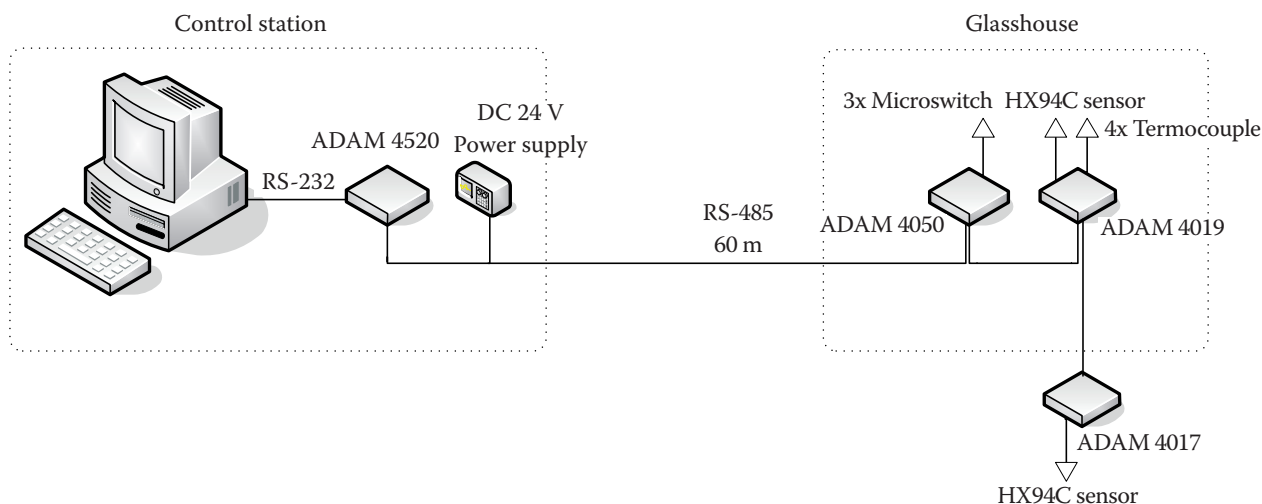 Control station
Glasshouse
DC 24 V
Power supply
ADAM 4520
RS-232
RS-485
60 m
3x Microswitch
HX94C sensor
4x Termocouple
ADAM 4050
ADAM 4019
ADAM 4017
HX94C sensor